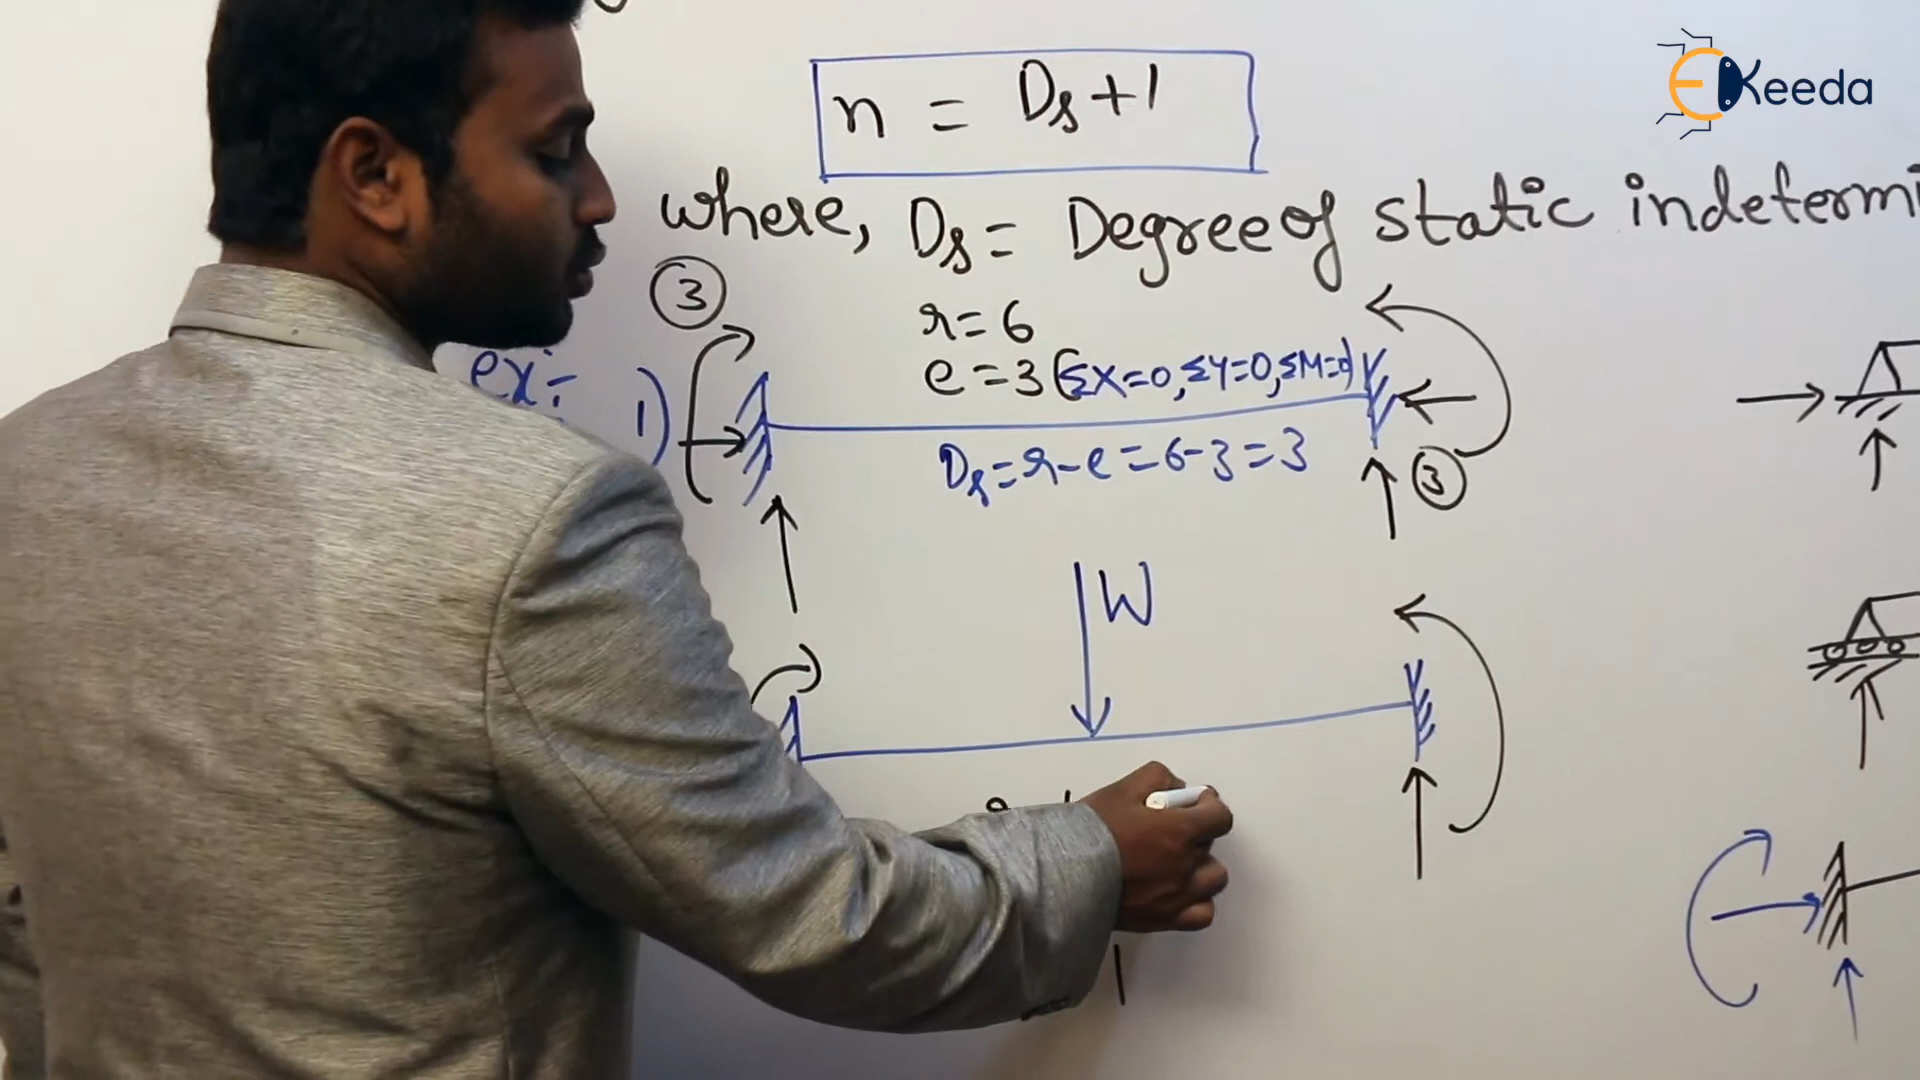 EKeeda
n = Ds+1
where, Ds = Degree of static indetermi
3
r=6
ex:-
1)
e=3 (ΣX=0, ΣY=0, ΣM=0)
Ds=r-e=6-3=3
3
W